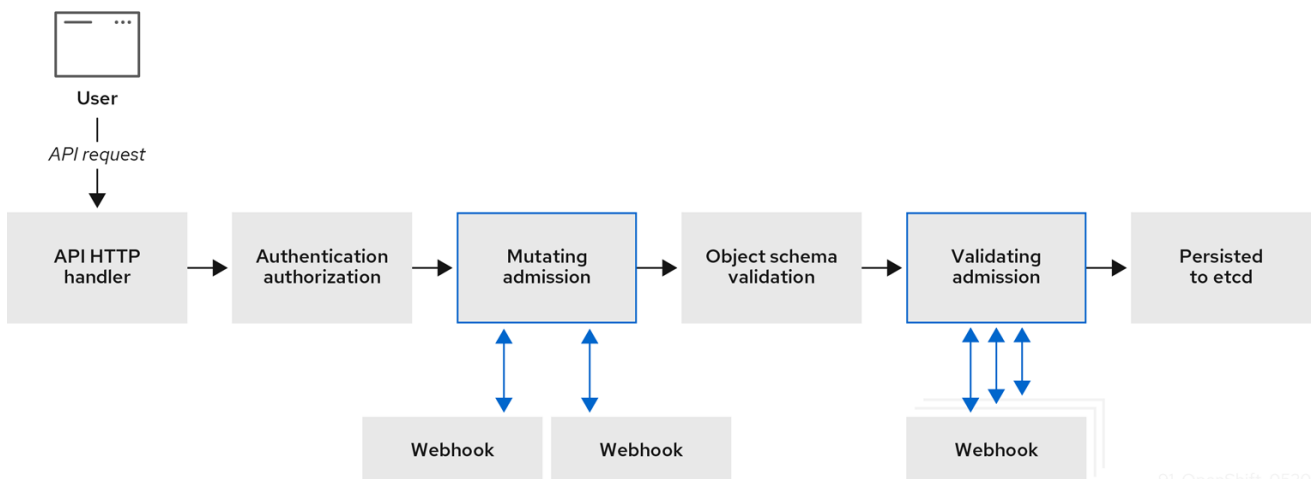 User
API request
API HTTP
handler
Authentication
authorization
Mutating
admission
Object schema
validation
Validating
admission
Persisted
to etcd
Webhook
Webhook
Webhook